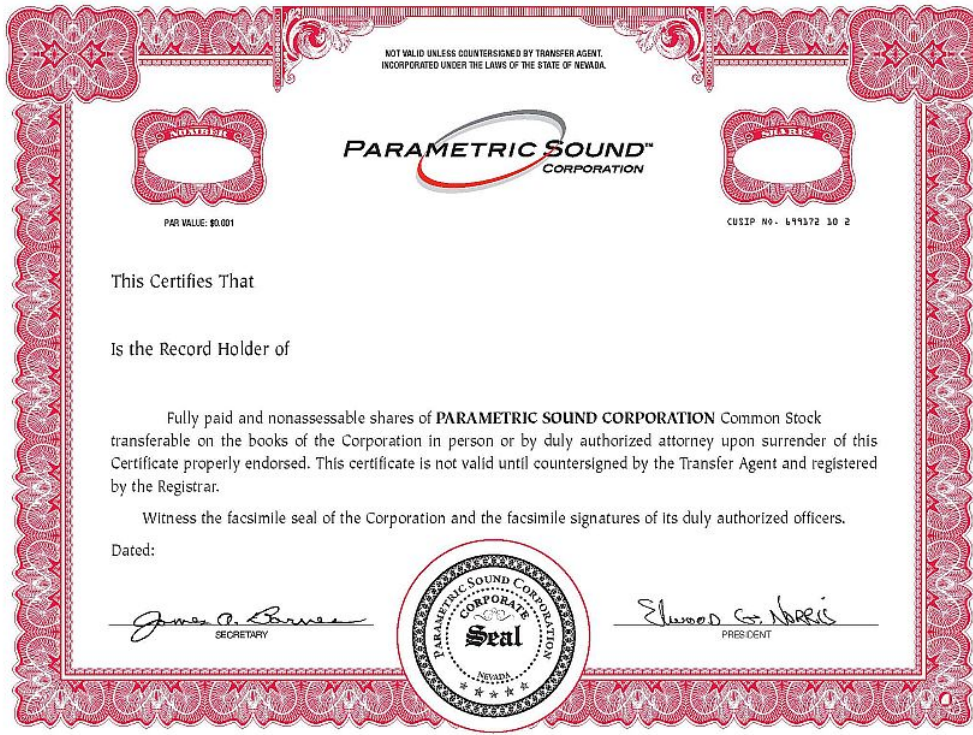 NOT VALID UNLESS COUNTERSIGNED BY TRANSFER AGENT.
INCORPORATED UNDER THE LAWS OF THE STATE OF NEVADA.
NUMBER
SHARES
PARAMETRIC SOUND™
CORPORATION
PAR VALUE: $0.001
CUSIP NO. 699172 10 2
This Certifies That
Is the Record Holder of
Fully paid and nonassessable shares of PARAMETRIC SOUND CORPORATION Common Stock
transferable on the books of the Corporation in person or by duly authorized attorney upon surrender of this
Certificate properly endorsed. This certificate is not valid until countersigned by the Transfer Agent and registered
by the Registrar.
Witness the facsimile seal of the Corporation and the facsimile signatures of its duly authorized officers.
Dated:
James A. Barnes
SECRETARY
PARAMETRIC SOUND CORPORATION
CORPORATE
Seal
NEVADA
Elwood G. Norris
PRESIDENT